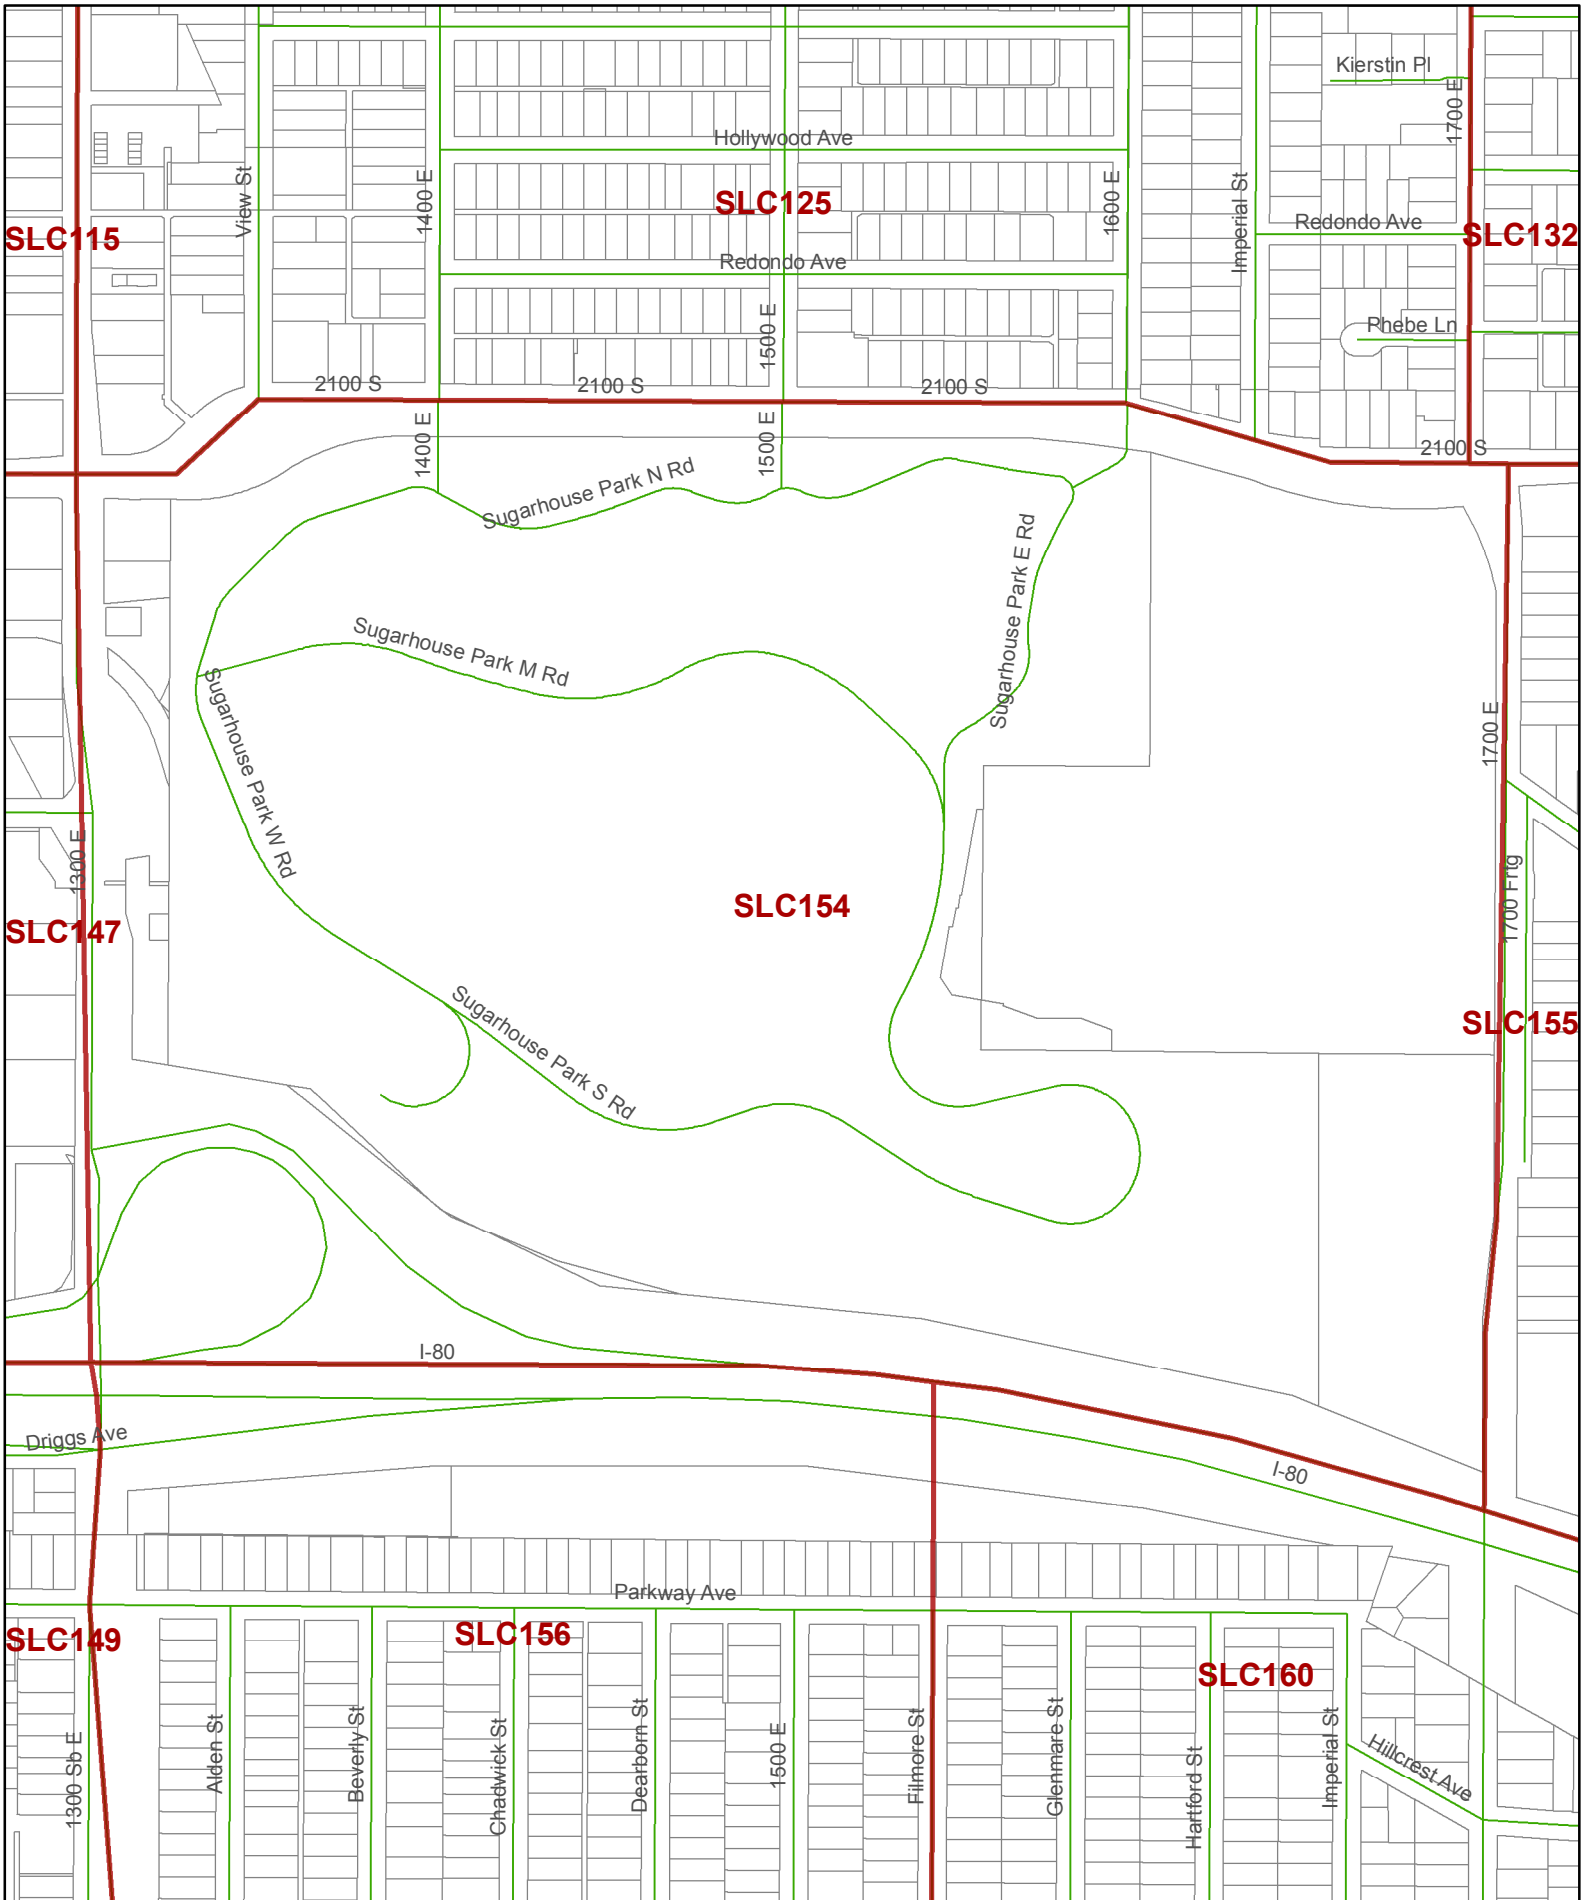 Kierstin Pl
1700 E
Hollywood Ave
View St
1400 E
SLC125
1600 E
Imperial St
Redondo Ave
SLC115
SLC132
Redondo Ave
1500 E
Phebe Ln
2100 S
2100 S
2100 S
1400 E
1500 E
2100 S
Sugarhouse Park N Rd
Sugarhouse Park E Rd
Sugarhouse Park M Rd
Sugarhouse Park W Rd
1700 E
1300 E
1700 Frtg
SLC154
SLC147
Sugarhouse Park S Rd
SLC155
I-80
Driggs Ave
I-80
Parkway Ave
SLC149
SLC156
SLC160
1300 Sb E
Alden St
Beverly St
Chadwick St
Dearborn St
1500 E
Filmore St
Glenmare St
Hartford St
Imperial St
Hillcrest Ave